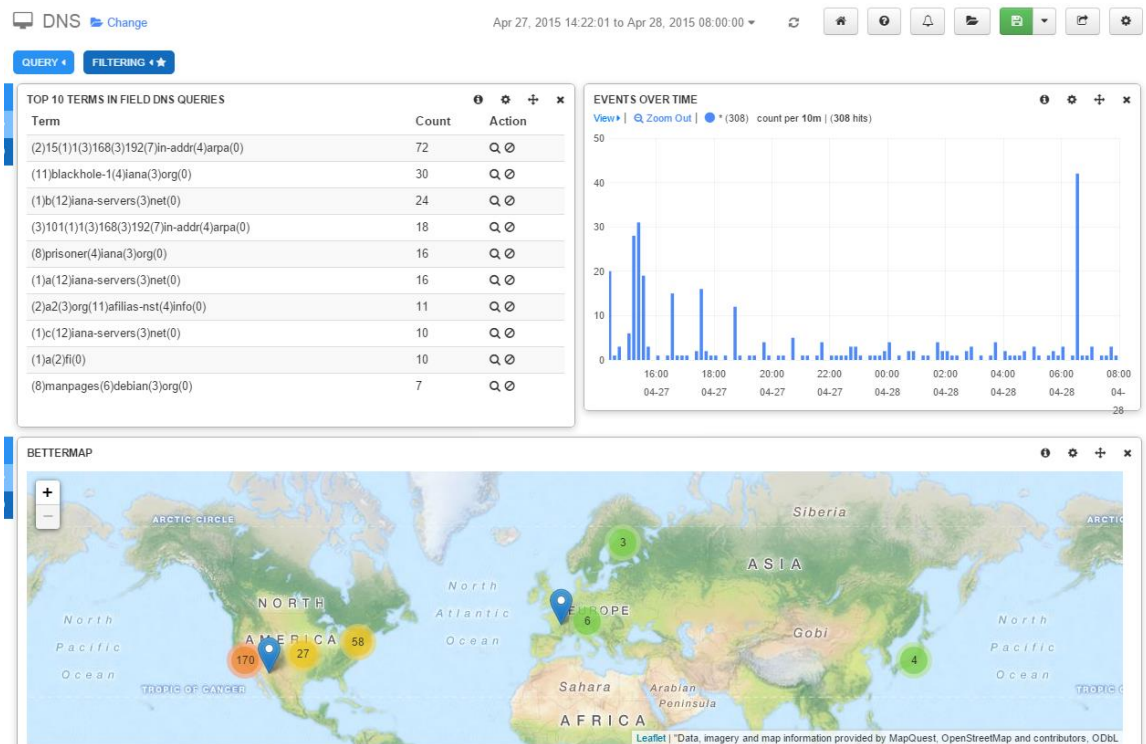 DNS Change
Apr 27, 2015 14:22:01 to Apr 28, 2015 08:00:00
QUERY
FILTERING
TOP 10 TERMS IN FIELD DNS QUERIES
Term Count Action
(2)15(1)1(3)168(3)192(7)in-addr(4)arpa(0) 72
(11)blackhole-1(4)iana(3)org(0) 30
(1)b(12)iana-servers(3)net(0) 24
(3)101(1)1(3)168(3)192(7)in-addr(4)arpa(0) 18
(8)prisoner(4)iana(3)org(0) 16
(1)a(12)iana-servers(3)net(0) 16
(2)a2(3)org(11)afilias-nst(4)info(0) 11
(1)c(12)iana-servers(3)net(0) 10
(1)a(2)fi(0) 10
(8)manpages(6)debian(3)org(0) 7
EVENTS OVER TIME
View | Zoom Out | * (308) count per 10m | (308 hits)
50
40
30
20
10
0
16:00 18:00 20:00 22:00 00:00 02:00 04:00 06:00 08:00
04-27 04-27 04-27 04-27 04-28 04-28 04-28 04-28 04-
28
BETTERMAP
+
−
ARCTIC CIRCLE
Siberia
ARCTIC
3
ASIA
North
Atlantic
Ocean
NORTH
AMERICA
EUROPE
6
North
Pacific
Ocean
170
27
58
Gobi
4
North
Pacific
Ocean
TROPIC OF CANCER
Sahara
Arabian
Peninsula
TROPIC
AFRICA
Leaflet | "Data, imagery and map information provided by MapQuest, OpenStreetMap and contributors, ODbL